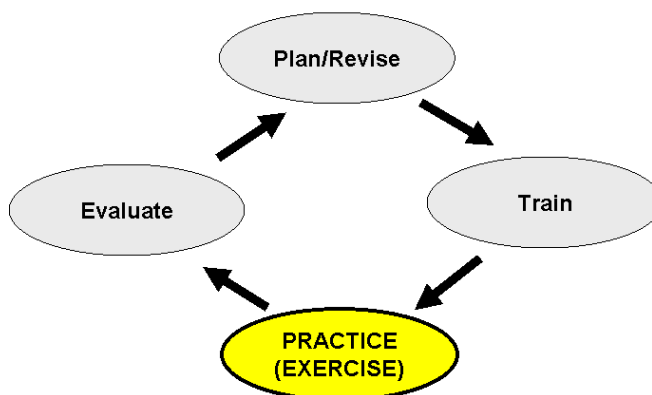 Plan/Revise
Train
PRACTICE
(EXERCISE)
Evaluate